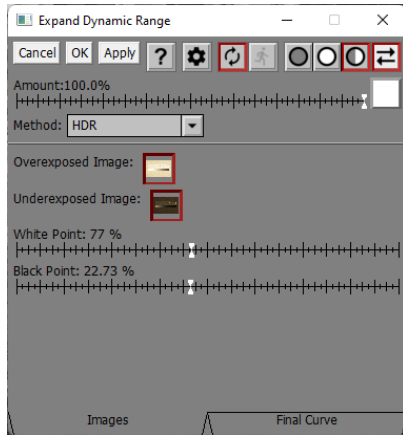 Expand Dynamic Range
Cancel OK Apply ?
Amount:100.0%
Method: HDR
Overexposed Image:
Underexposed Image:
White Point: 77 %
Black Point: 22.73 %
Images Final Curve